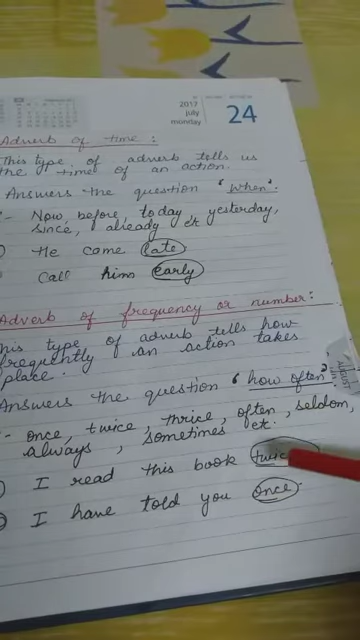 2017
july
monday
24
Adverb of time :
This type of adverb tells us
the time of an action.
Answers the question 'when'.
- Now, before, today, yesterday,
since, already etc
He came late.
Call him early
Adverb of frequency or number :
This type of adverb tells how
frequently an action takes
place.
Answers the question 'how often'
- once, twice, thrice, often, seldom,
always, sometimes et.
I read this book
I have told you once.
AUGUST